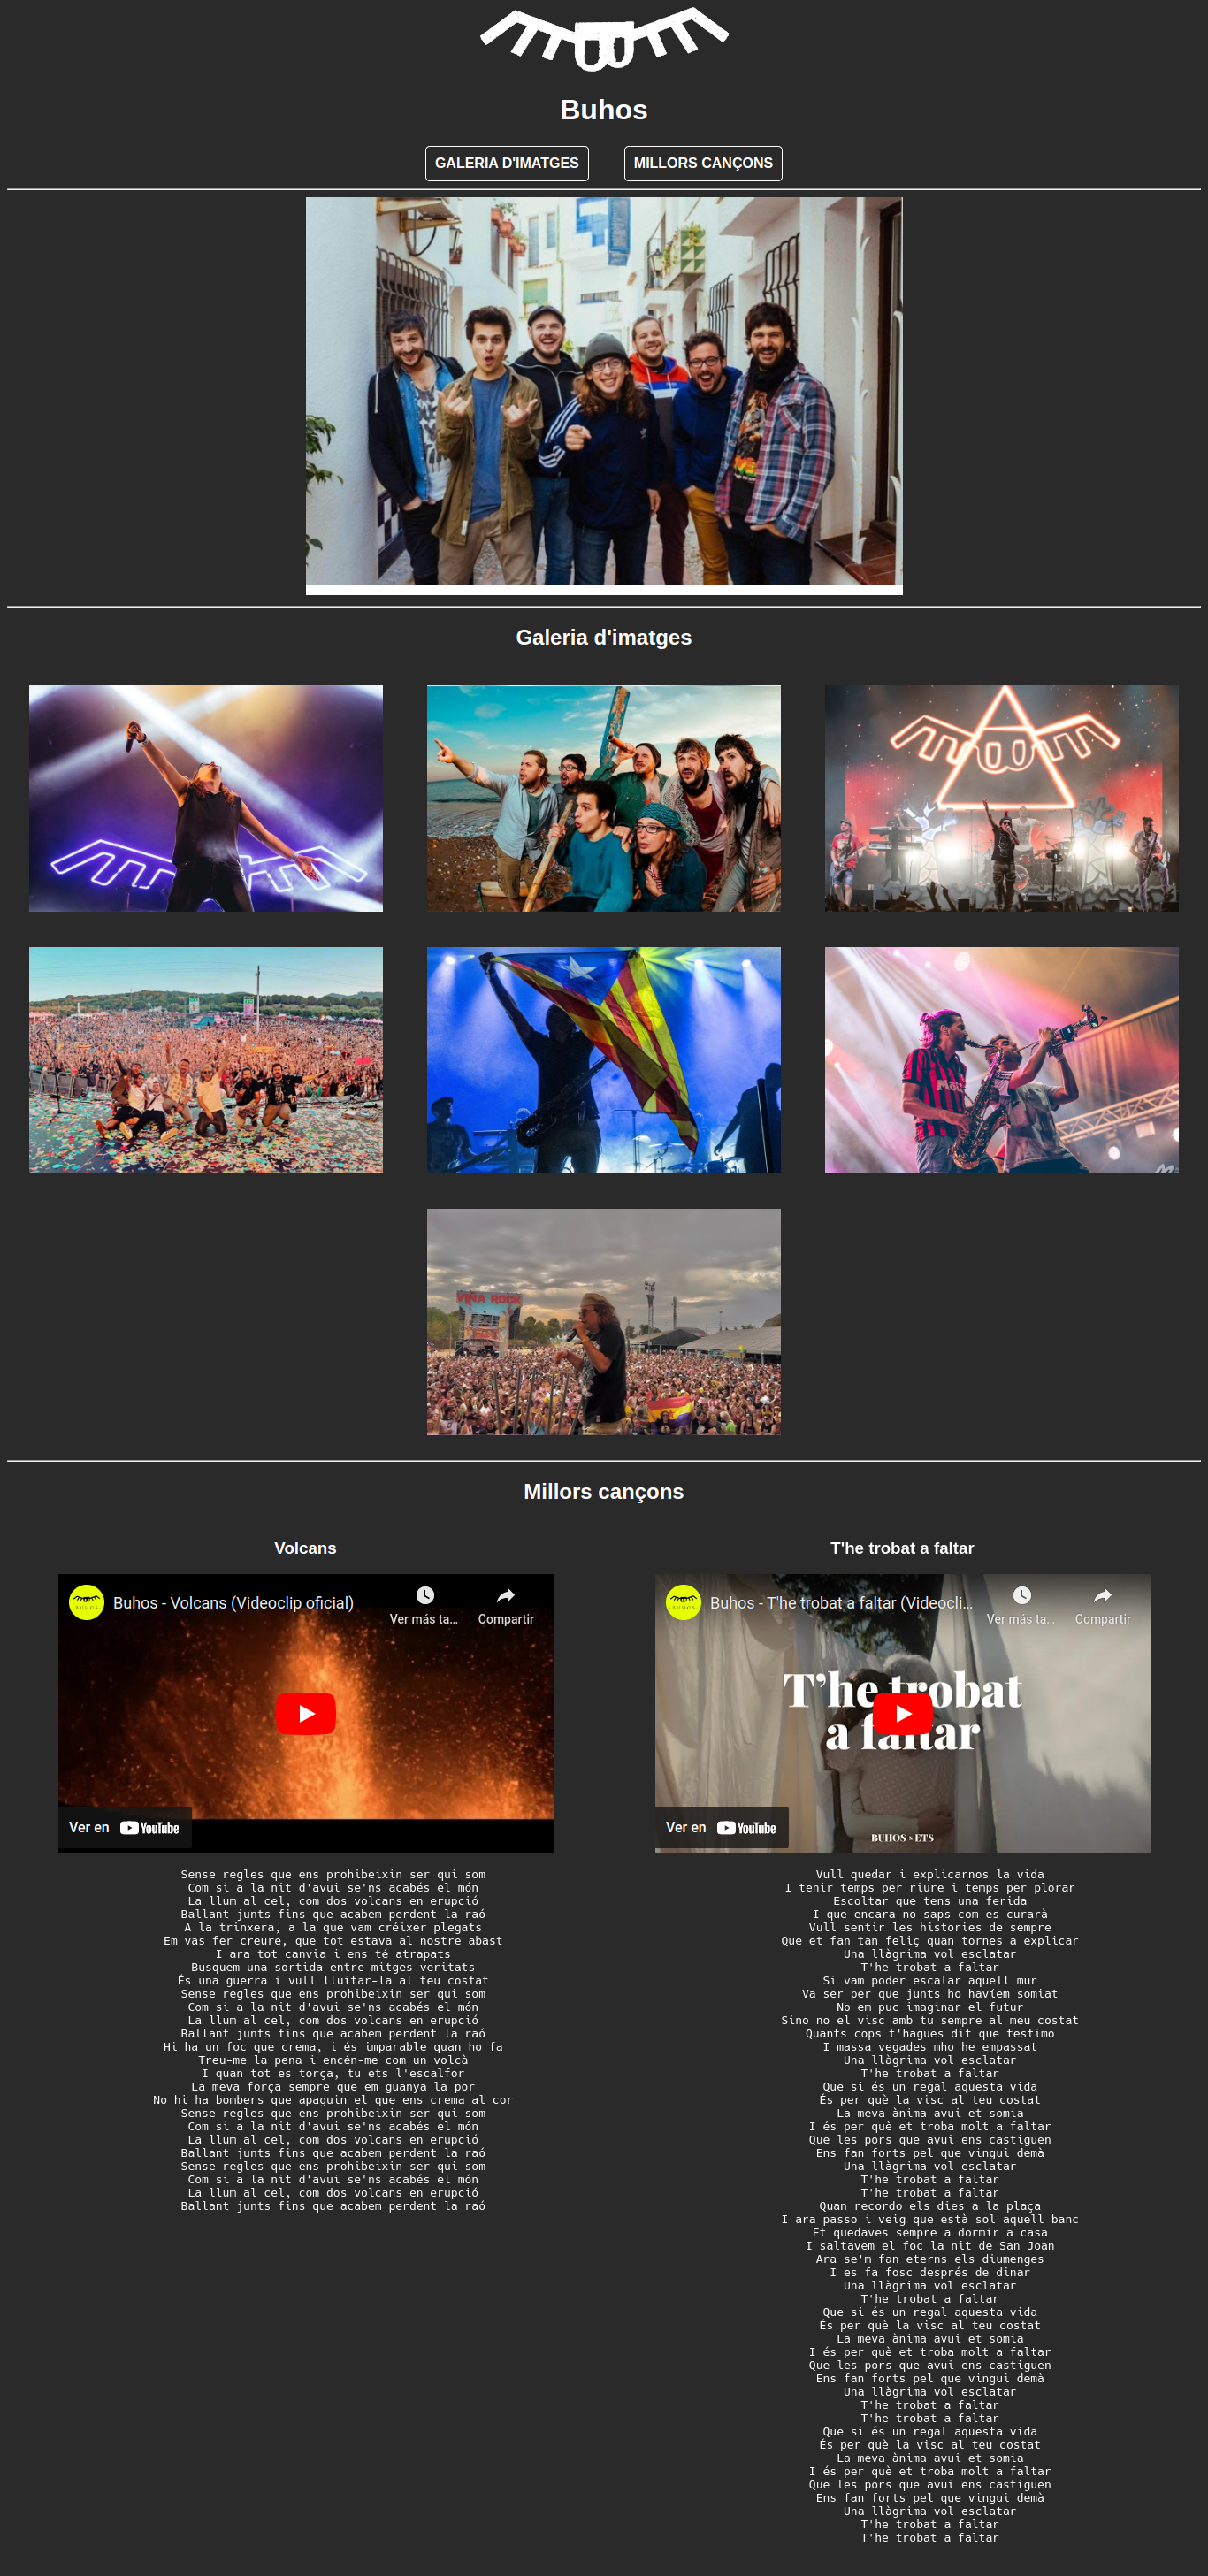 Buhos
GALERIA D'IMATGES
MILLORS CANÇONS
Galeria d'imatges
VIÑA ROCK
Millors cançons
Volcans
Buhos - Volcans (Videoclip oficial)
Ver más ta...
Compartir
Ver en YouTube
Sense regles que ens prohibeixin ser qui som
Com si a la nit d'avui se'ns acabés el món
La llum al cel, com dos volcans en erupció
Ballant junts fins que acabem perdent la raó
A la trinxera, a la que vam créixer plegats
Em vas fer creure, que tot estava al nostre abast
I ara tot canvia i ens té atrapats
Busquem una sortida entre mitges veritats
És una guerra i vull lluitar-la al teu costat
Sense regles que ens prohibeixin ser qui som
Com si a la nit d'avui se'ns acabés el món
La llum al cel, com dos volcans en erupció
Ballant junts fins que acabem perdent la raó
Hi ha un foc que crema, i és imparable quan ho fa
Treu-me la pena i encén-me com un volcà
I quan tot es torça, tu ets l'escalfor
La meva força sempre que em guanya la por
No hi ha bombers que apaguin el que ens crema al cor
Sense regles que ens prohibeixin ser qui som
Com si a la nit d'avui se'ns acabés el món
La llum al cel, com dos volcans en erupció
Ballant junts fins que acabem perdent la raó
Sense regles que ens prohibeixin ser qui som
Com si a la nit d'avui se'ns acabés el món
La llum al cel, com dos volcans en erupció
Ballant junts fins que acabem perdent la raó
T'he trobat a faltar
Buhos - T'he trobat a faltar (Videocli...
Ver más ta...
Compartir
T'he trobat
a faltar
Ver en YouTube
BUHOS x ETS
Vull quedar i explicarnos la vida
I tenir temps per riure i temps per plorar
Escoltar que tens una ferida
I que encara no saps com es curarà
Vull sentir les histories de sempre
Que et fan tan feliç quan tornes a explicar
Una llàgrima vol esclatar
T'he trobat a faltar
Si vam poder escalar aquell mur
Va ser per que junts ho havíem somiat
No em puc imaginar el futur
Sino no el visc amb tu sempre al meu costat
Quants cops t'hagues dit que testimo
I massa vegades mho he empassat
Una llàgrima vol esclatar
T'he trobat a faltar
Que si és un regal aquesta vida
És per què la visc al teu costat
La meva ànima avui et somia
I és per què et troba molt a faltar
Que les pors que avui ens castiguen
Ens fan forts pel que vingui demà
Una llàgrima vol esclatar
T'he trobat a faltar
T'he trobat a faltar
Quan recordo els dies a la plaça
I ara passo i veig que està sol aquell banc
Et quedaves sempre a dormir a casa
I saltavem el foc la nit de San Joan
Ara se'm fan eterns els diumenges
I es fa fosc després de dinar
Una llàgrima vol esclatar
T'he trobat a faltar
Que si és un regal aquesta vida
És per què la visc al teu costat
La meva ànima avui et somia
I és per què et troba molt a faltar
Que les pors que avui ens castiguen
Ens fan forts pel que vingui demà
Una llàgrima vol esclatar
T'he trobat a faltar
T'he trobat a faltar
Que si és un regal aquesta vida
És per què la visc al teu costat
La meva ànima avui et somia
I és per què et troba molt a faltar
Que les pors que avui ens castiguen
Ens fan forts pel que vingui demà
Una llàgrima vol esclatar
T'he trobat a faltar
T'he trobat a faltar